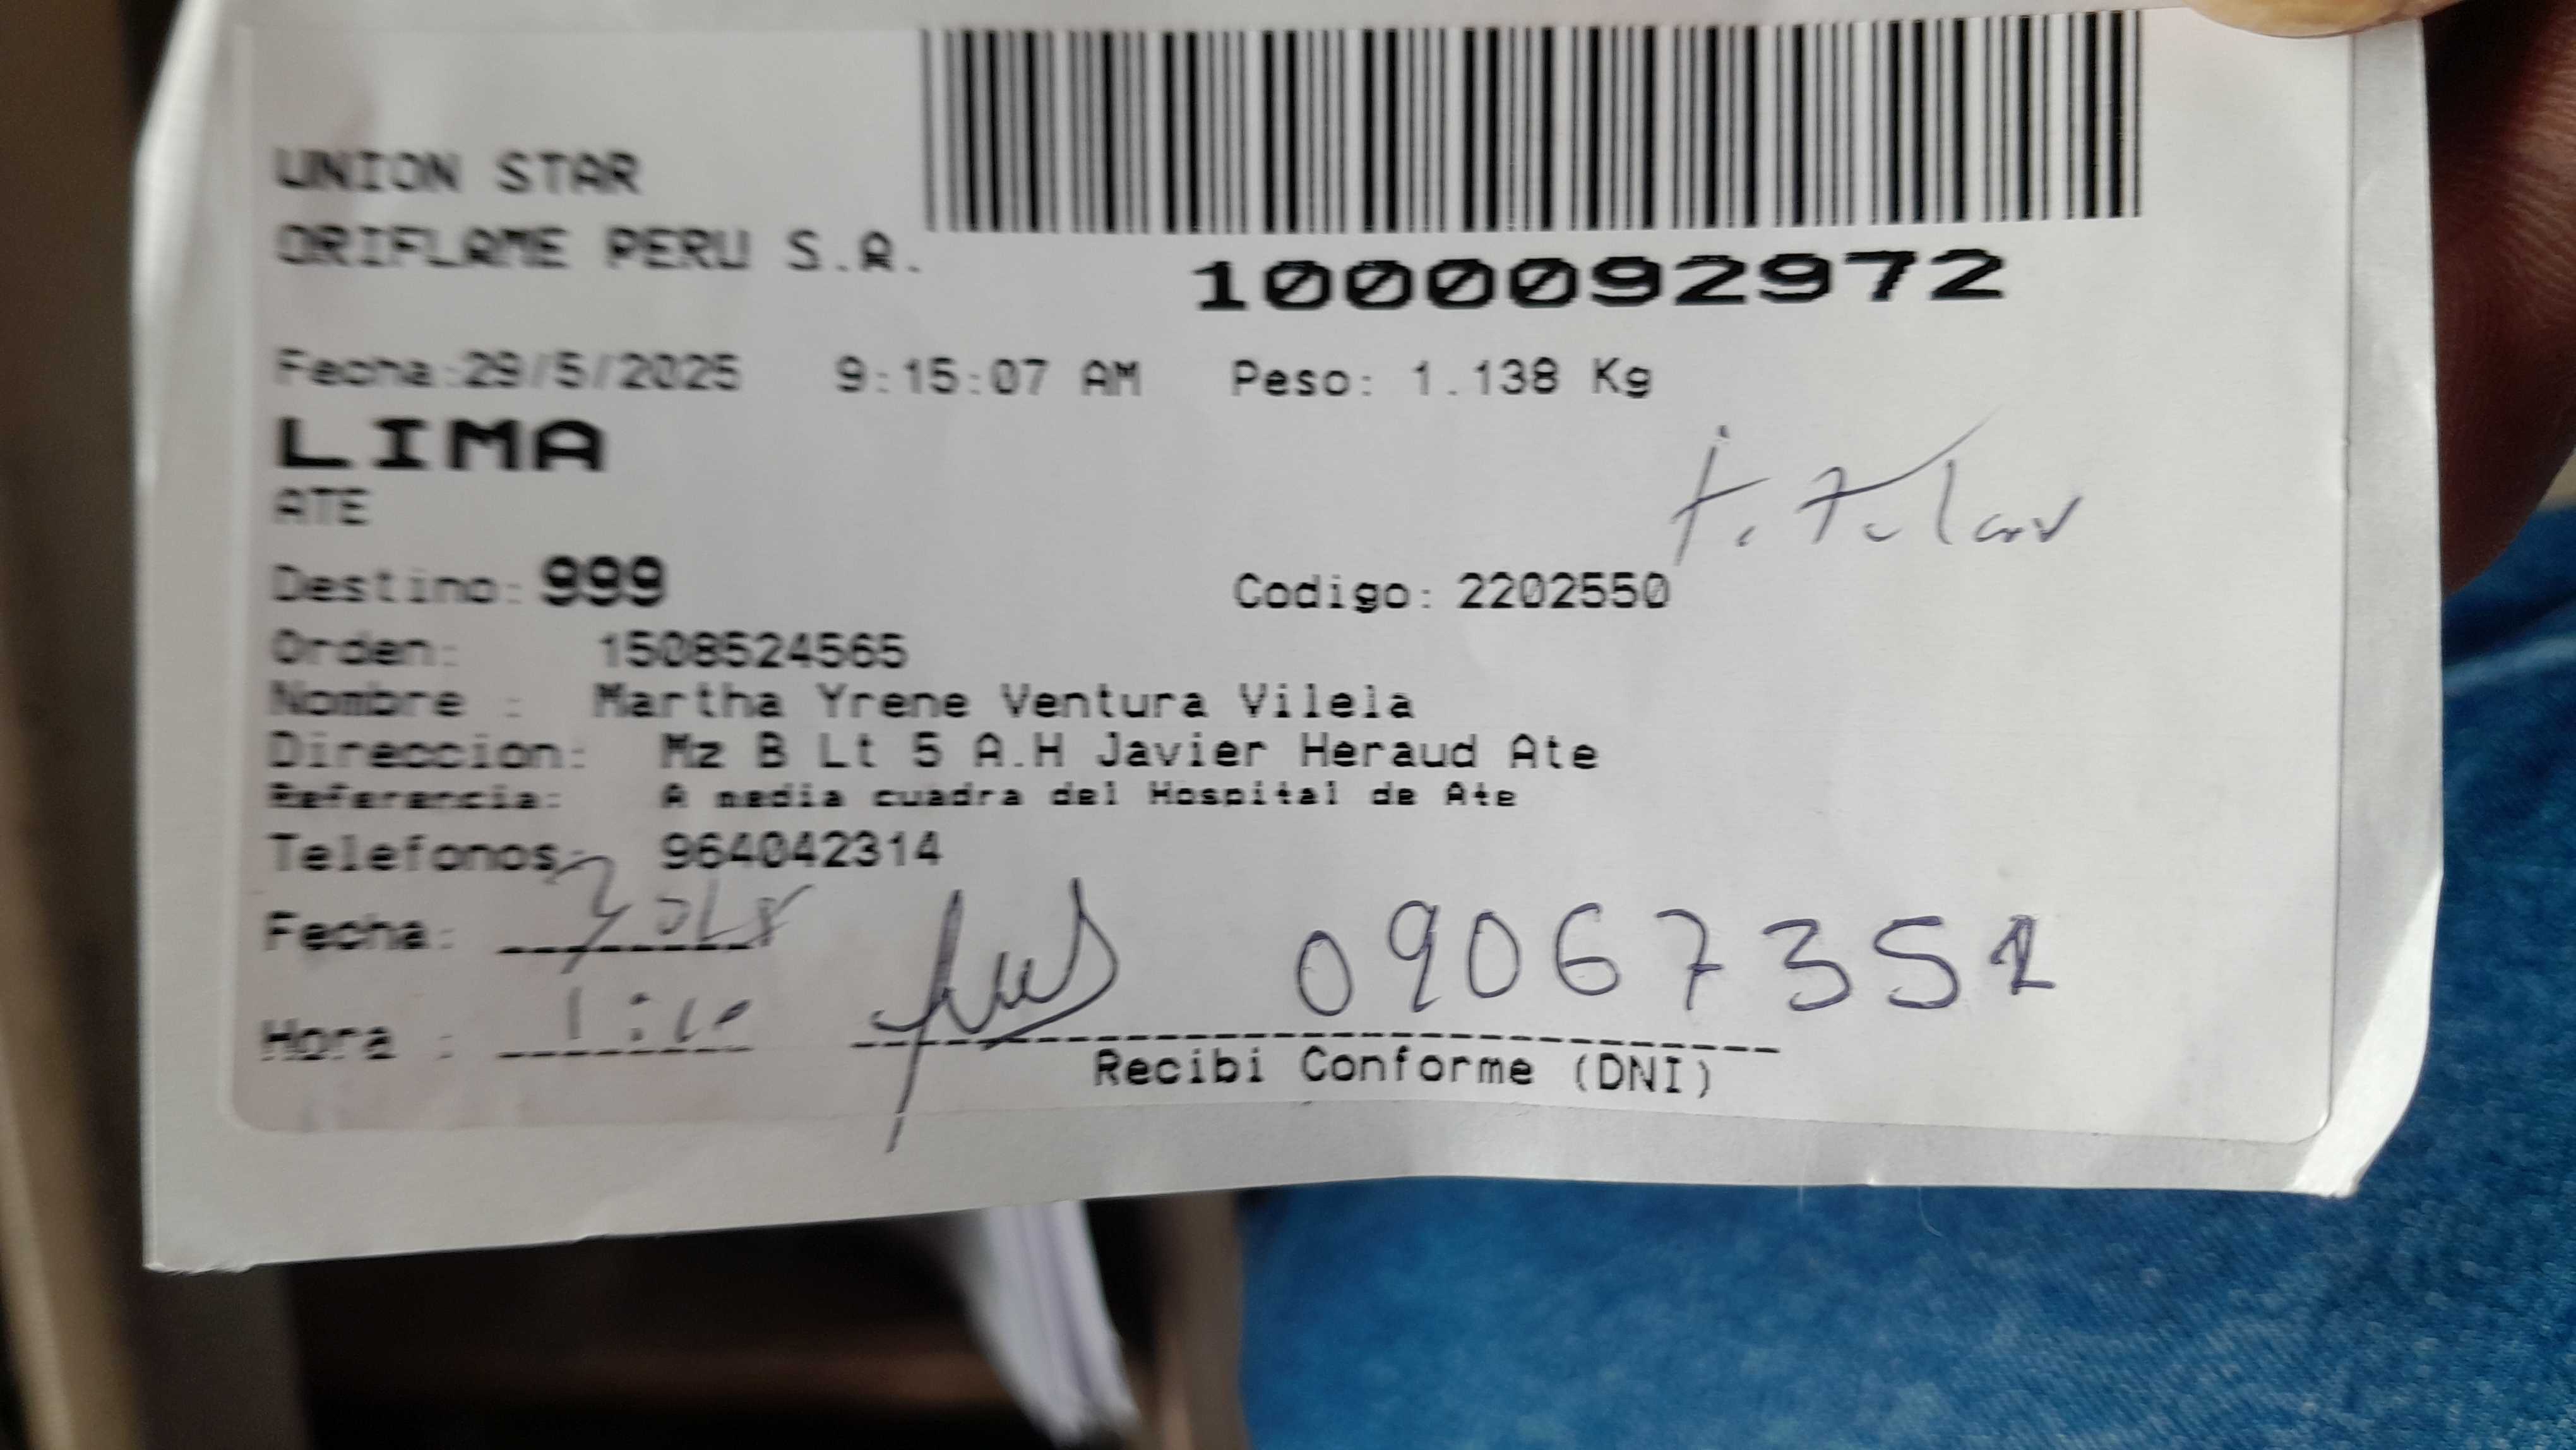 UNION STAR
ORIFLAME PERU S.A.
1000092972
Fecha:29/5/2025 9:15:07 AM Peso: 1.138 Kg
LIMA
ATE
titular
Destino: 999 Codigo: 2202550
Orden: 1508524565
Nombre : Martha Yrene Ventura Vilela
Direccion: Mz B Lt 5 A.H Javier Heraud Ate
Referencia: A media cuadra del Hospital de Ate
Telefonos: 964042314
Fecha:
09067351
Hora :
Recibi Conforme (DNI)